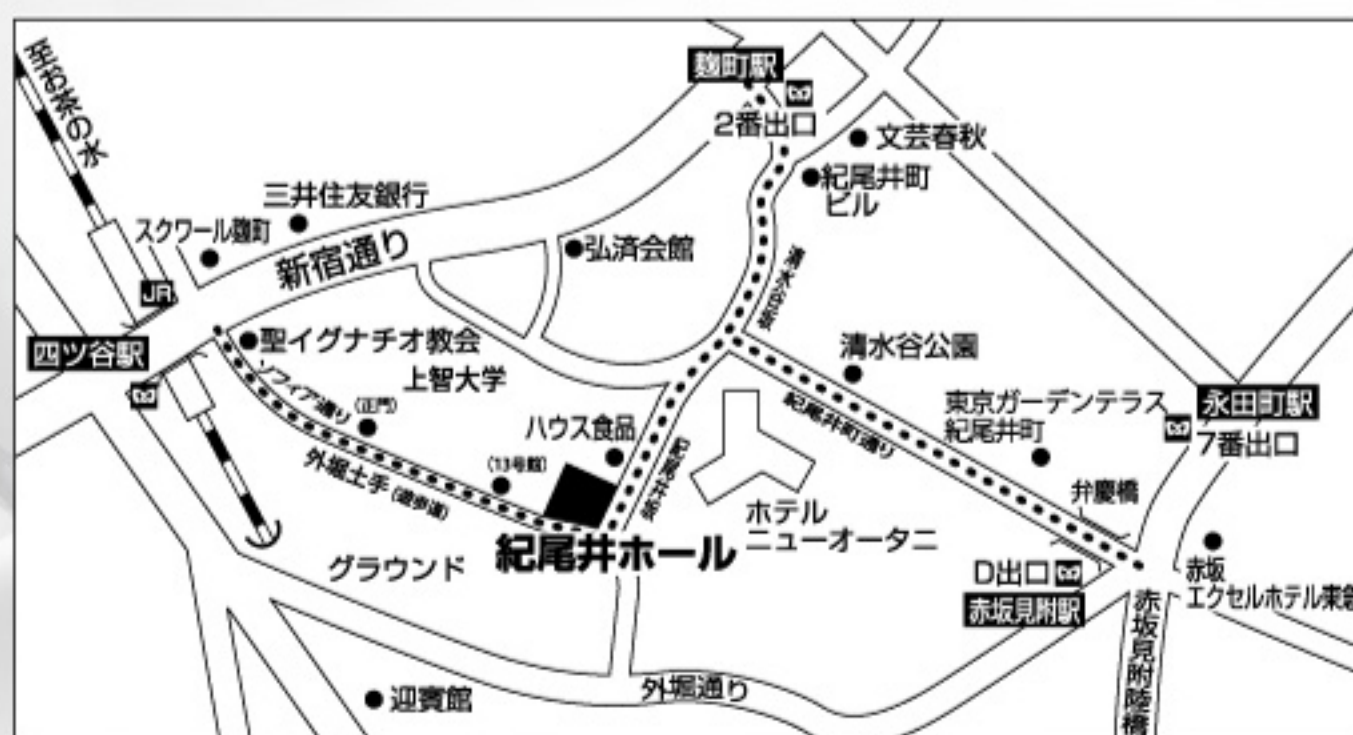 至お茶の水
麹町駅
2番出口
文芸春秋
紀尾井町
ビル
三井住友銀行
スクワール麹町
新宿通り
弘済会館
清水谷坂
JR
四ツ谷駅
聖イグナチオ教会
上智大学
ソフィア通り
(正門)
清水谷公園
東京ガーデンテラス
紀尾井町
永田町駅
7番出口
ハウス食品
(13号館)
外堀土手(遊歩道)
紀尾井坂
紀尾井町通り
弁慶橋
ホテル
ニューオータニ
紀尾井ホール
グラウンド
D出口
赤坂見附駅
赤坂
エクセルホテル東急
赤坂見附陸橋
外堀通り
迎賓館